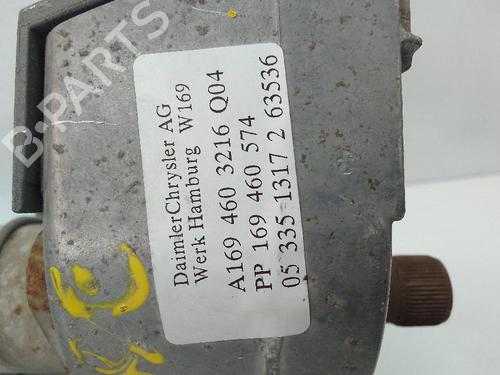 B-PARTS
DaimlerChrysler AG
Werk Hamburg W169
A169 460 3216 Q04
PP 169 460 574
05 335 1317 2 63536